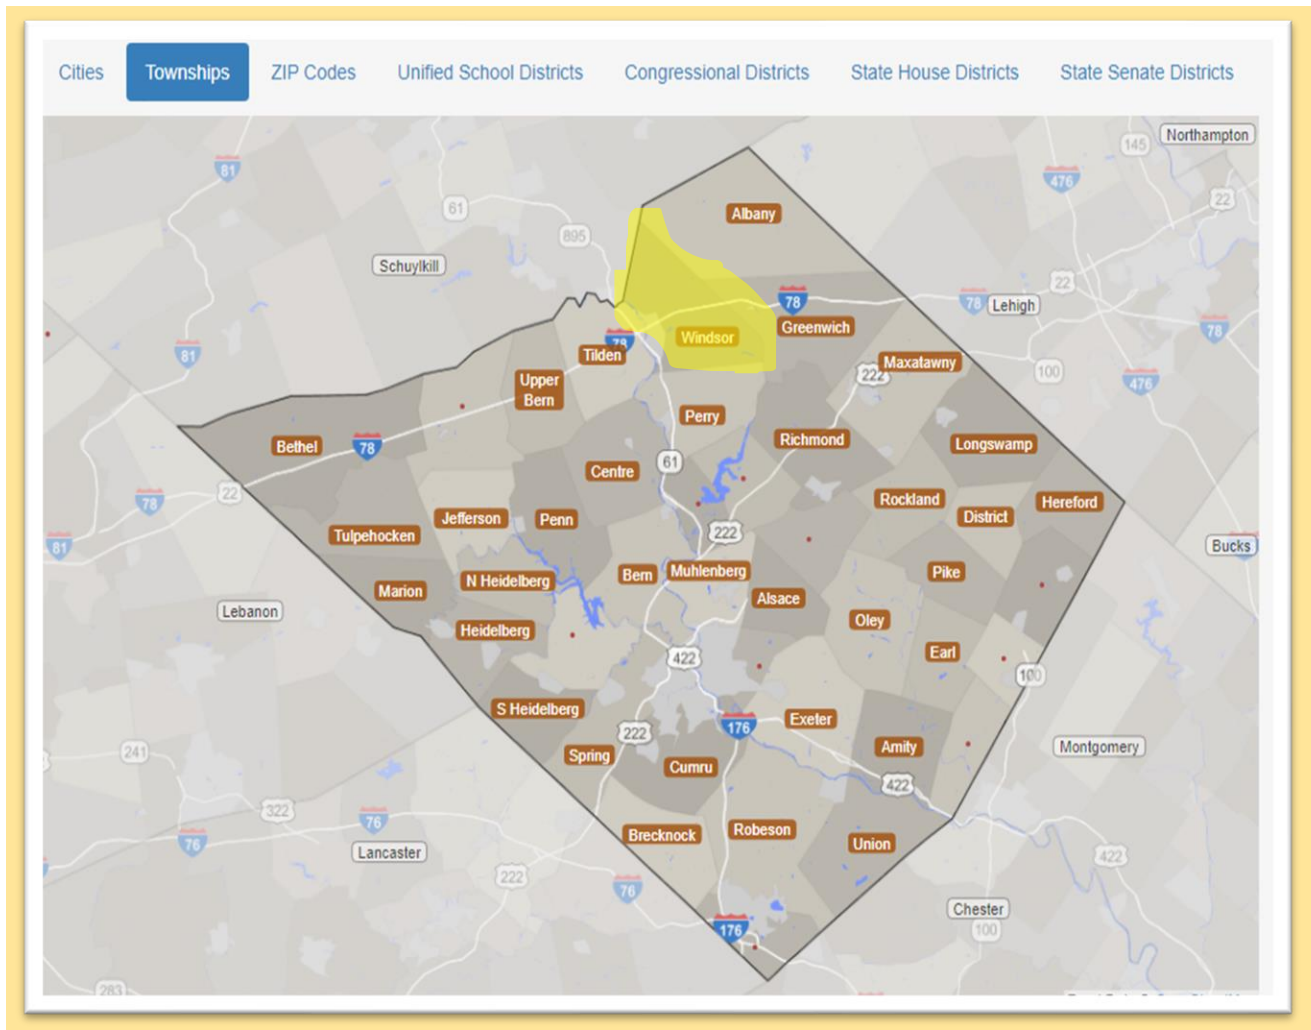 Cities Townships ZIP Codes Unified School Districts Congressional Districts State House Districts State Senate Districts
Northampton
145
81
476
61
22
Albany
895
Schuylkill
22
78
78
Lehigh
Greenwich
78
Windsor
78
81
Tilden
Maxatawny
222
100
476
Upper
Bern
Perry
Bethel
78
Richmond
Longswamp
61
Centre
22
78
Rockland
Hereford
Jefferson
Penn
District
222
Tulpehocken
81
Bucks
Bern
Muhlenberg
Pike
N Heidelberg
Marion
Alsace
Lebanon
Oley
Heidelberg
Earl
422
100
S Heidelberg
Exeter
176
222
Amity
Montgomery
241
Spring
Cumru
422
322
76
Robeson
Brecknock
76
Union
Lancaster
422
222
76
Chester
176
100
283